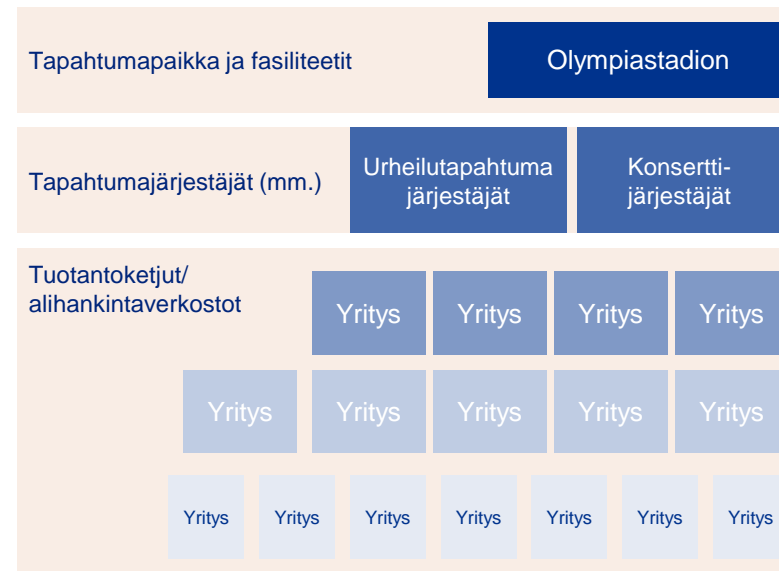 Tapahtumapaikka ja fasiliteetit
Olympiastadion
Tapahtumajärjestäjät (mm.)
Urheilutapahtuma
järjestäjät
Konsertti-
järjestäjät
Tuotantoketjut/
alihankintaverkostot
Yritys Yritys Yritys Yritys
Yritys Yritys Yritys Yritys Yritys
Yritys Yritys Yritys Yritys Yritys Yritys Yritys